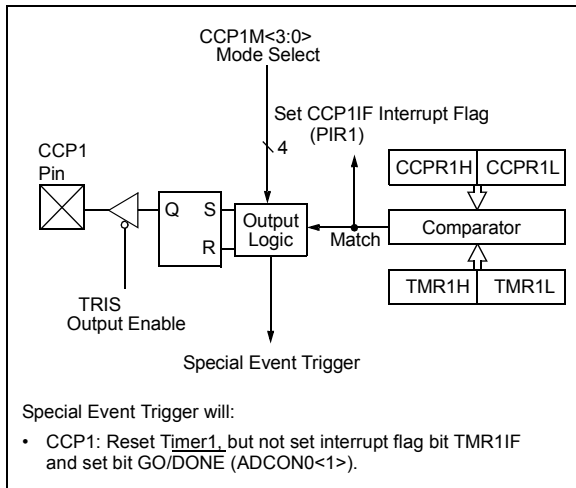 CCP1M<3:0>
Mode Select
Set CCP1IF Interrupt Flag
(PIR1)
4
CCP1
Pin
CCPR1H CCPR1L
Q S
R
Output
Logic
Match
Comparator
TRIS
Output Enable
TMR1H TMR1L
Special Event Trigger
Special Event Trigger will:
• CCP1: Reset Timer1, but not set interrupt flag bit TMR1IF
and set bit GO/DONE (ADCON0<1>).